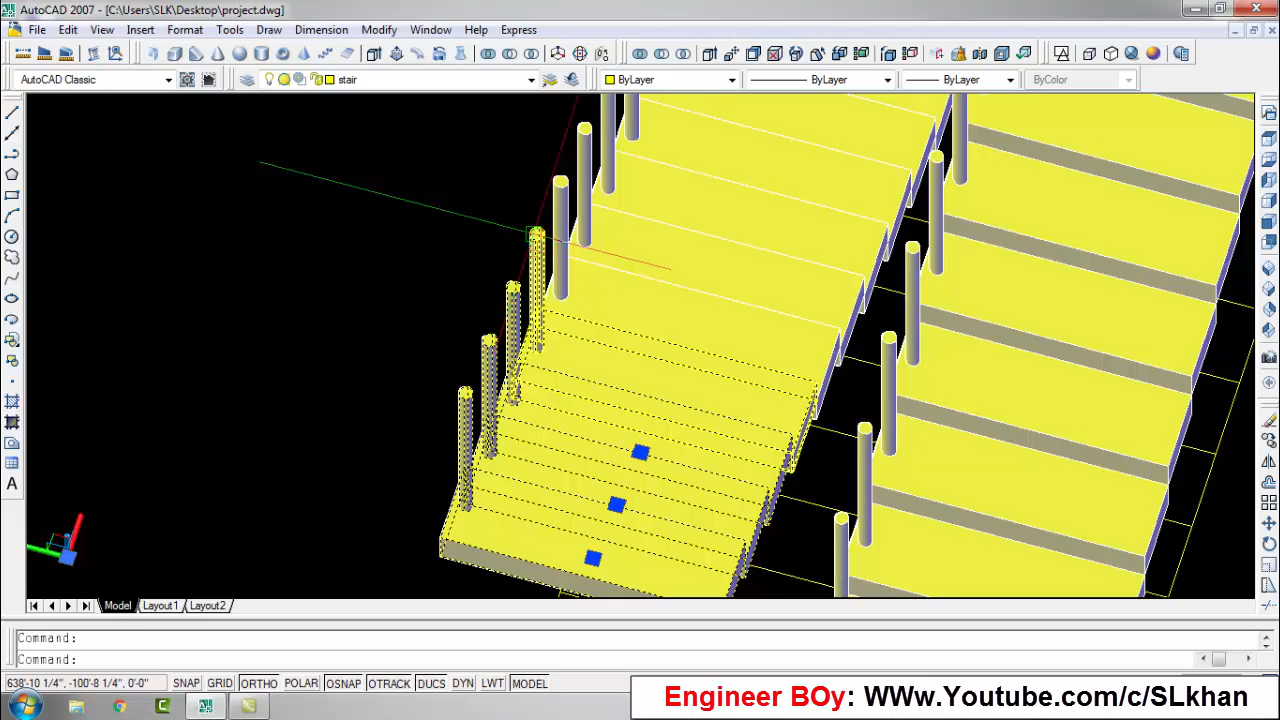 AutoCAD 2007 - [C:\Users\SLK\Desktop\project.dwg]
File Edit View Insert Format Tools Draw Dimension Modify Window Help Express
AutoCAD Classic stair ByLayer ByLayer ByLayer ByColor
A
Model Layout1 Layout2
Command:
Command:
638'-10 1/4", -100'-8 1/4", 0'-0" SNAP GRID ORTHO POLAR OSNAP OTRACK DUCS DYN LWT MODEL
Engineer BOy: WWw.Youtube.com/c/SLkhan